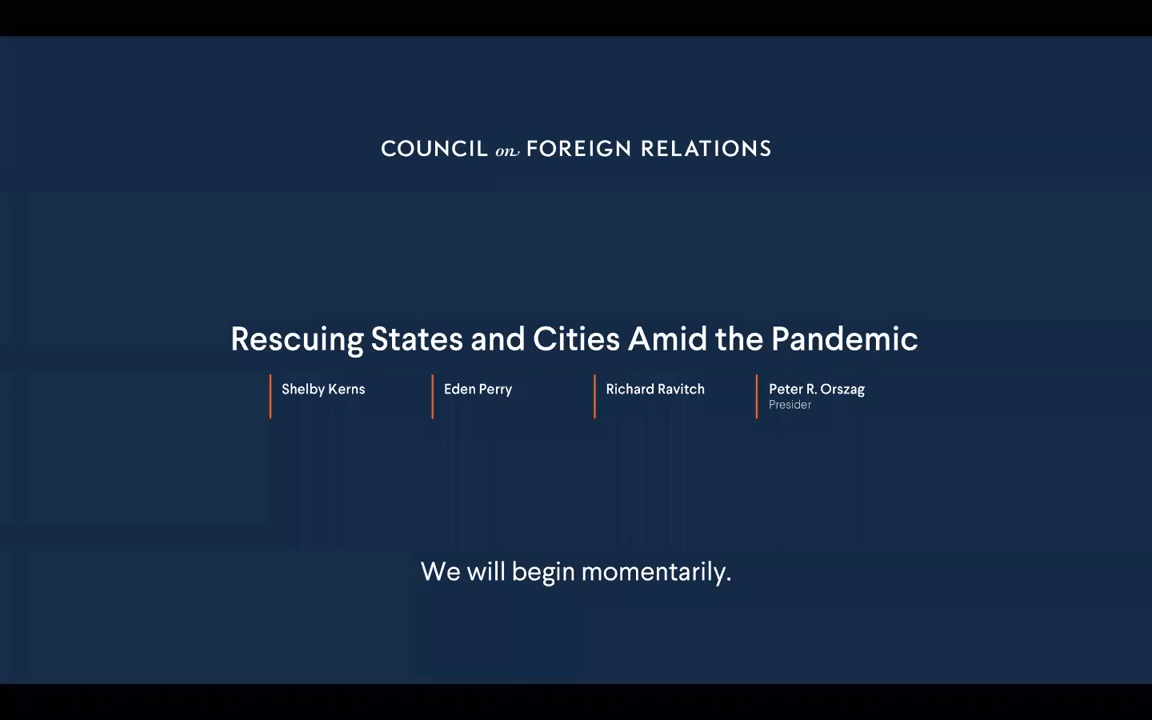 COUNCIL on FOREIGN RELATIONS
Rescuing States and Cities Amid the Pandemic
Shelby Kerns
Eden Perry
Richard Ravitch
Peter R. Orszag
Presider
We will begin momentarily.